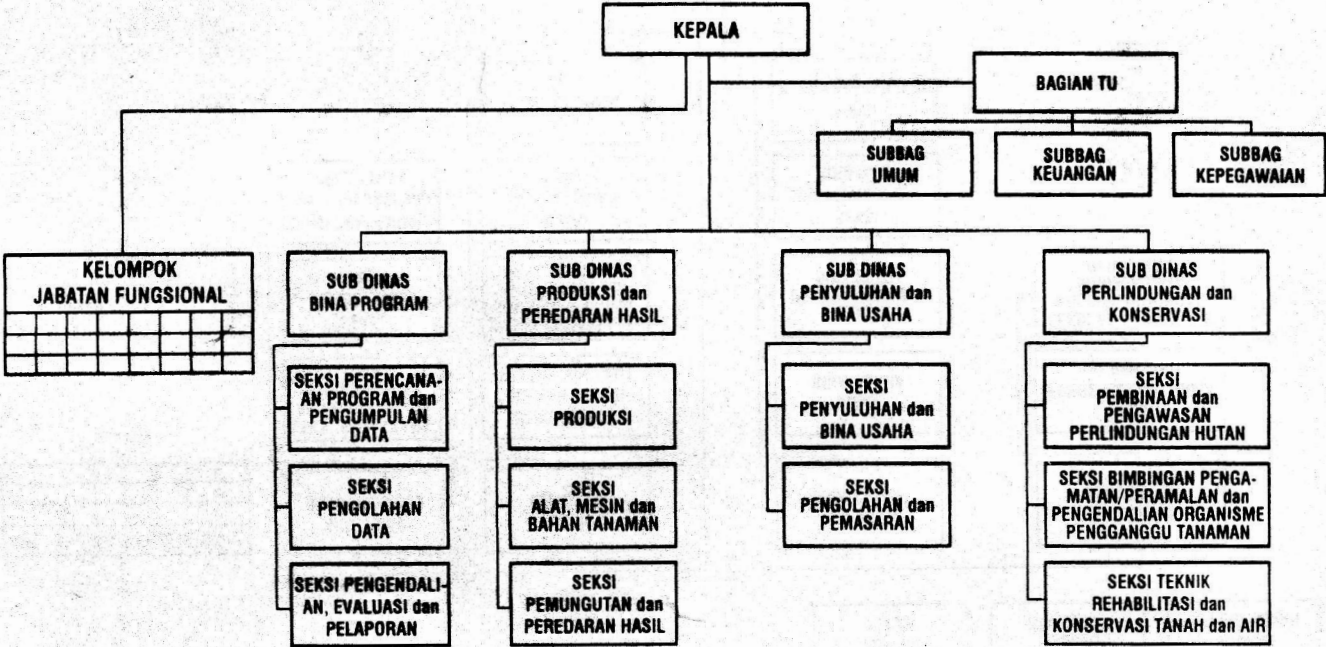 KEPALA
BAGIAN TU
SUBBAG
UMUM
SUBBAG
KEUANGAN
SUBBAG
KEPEGAWAIAN
KELOMPOK
JABATAN FUNGSIONAL
SUB DINAS
BINA PROGRAM
SUB DINAS
PRODUKSI dan
PEREDARAN HASIL
SUB DINAS
PENYULUHAN dan
BINA USAHA
SUB DINAS
PERLINDUNGAN dan
KONSERVASI
SEKSI PERENCANA-
AN PROGRAM dan
PENGUMPULAN
DATA
SEKSI
PENGOLAHAN
DATA
SEKSI PENGENDALI-
AN, EVALUASI dan
PELAPORAN
SEKSI
PRODUKSI
SEKSI
ALAT, MESIN dan
BAHAN TANAMAN
SEKSI
PEMUNGUTAN dan
PEREDARAN HASIL
SEKSI
PENYULUHAN dan
BINA USAHA
SEKSI
PENGOLAHAN dan
PEMASARAN
SEKSI
PEMBINAAN dan
PENGAWASAN
PERLINDUNGAN HUTAN
SEKSI BIMBINGAN PENGA-
MATAN/PERAMALAN dan
PENGENDALIAN ORGANISME
PENGGANGGU TANAMAN
SEKSI TEKNIK
REHABILITASI dan
KONSERVASI TANAH dan AIR